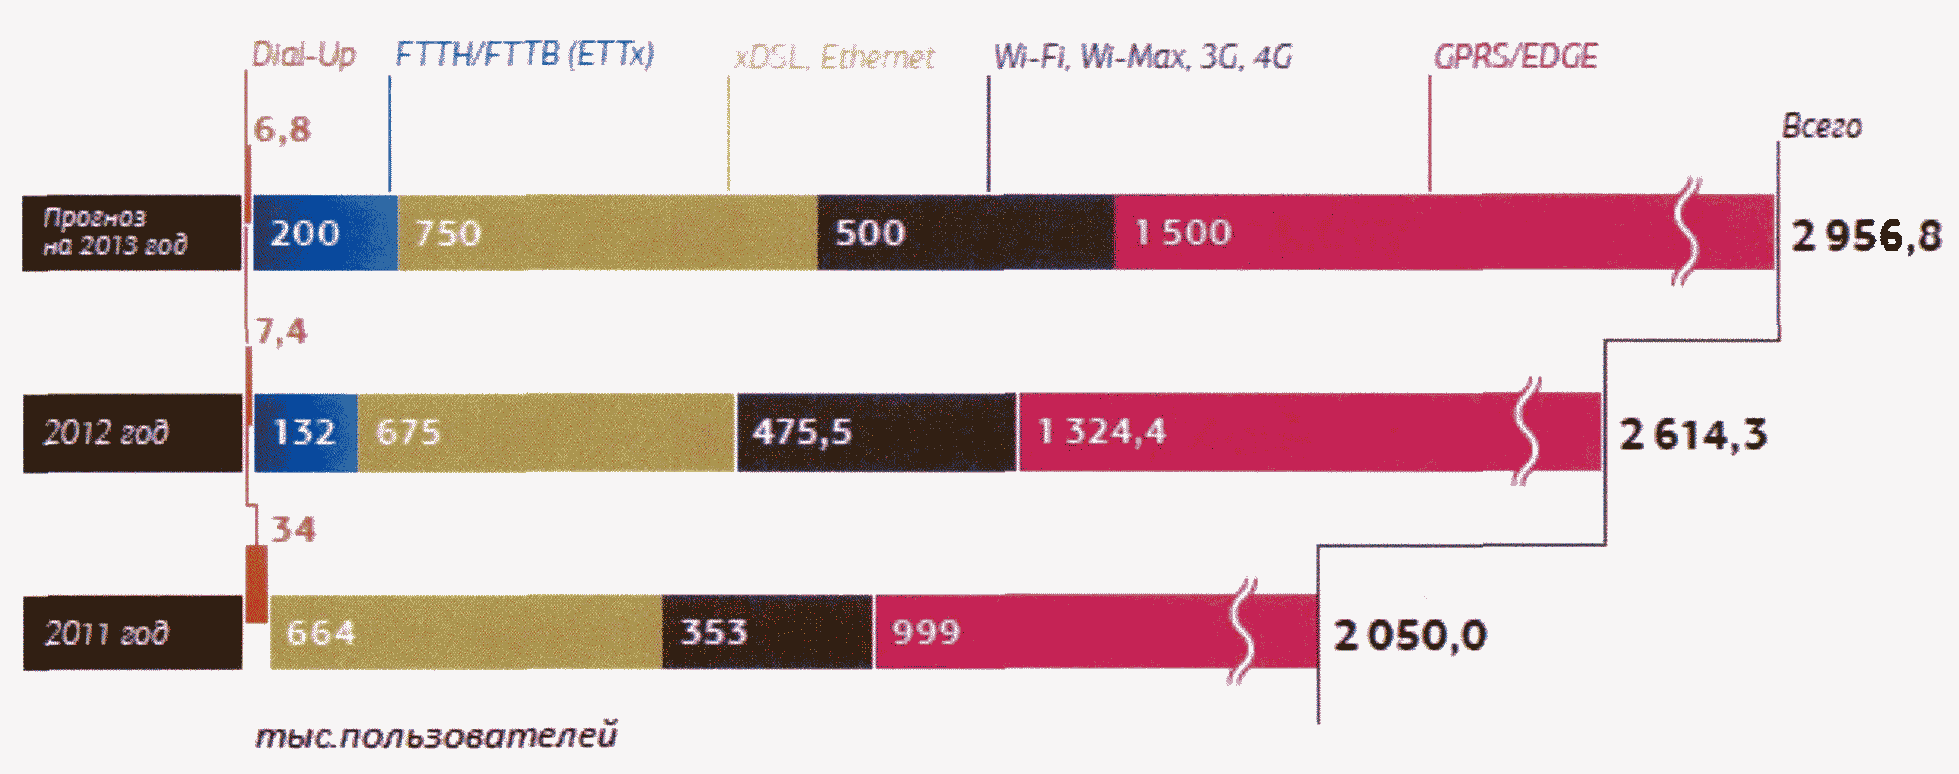 Dial-Up FTTH/FTTB (ETTx) xDSL, Ethernet Wi-Fi, Wi-Max, 3G, 4G GPRS/EDGE
Всего
6,8
Прогноз
на 2013 год
200 750 500 1 500 2 956,8
7,4
2012 год 132 675 475,5 1 324,4 2 614,3
34
2011 год 664 353 999 2 050,0
тыс.пользователей